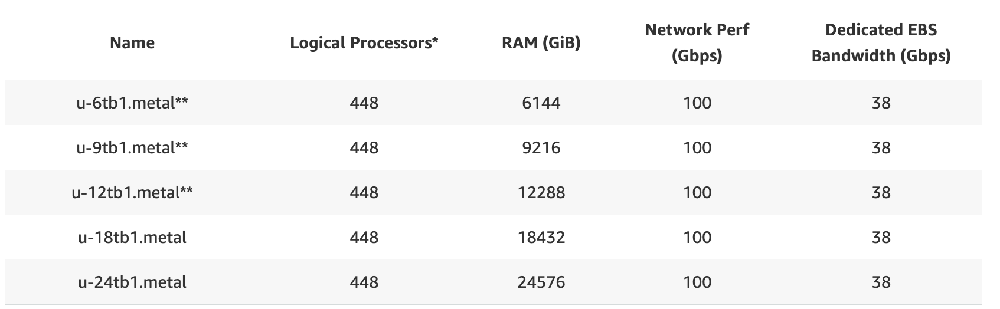 Name Logical Processors* RAM (GiB) Network Perf (Gbps) Dedicated EBS Bandwidth (Gbps)
u-6tb1.metal** 448 6144 100 38
u-9tb1.metal** 448 9216 100 38
u-12tb1.metal** 448 12288 100 38
u-18tb1.metal 448 18432 100 38
u-24tb1.metal 448 24576 100 38